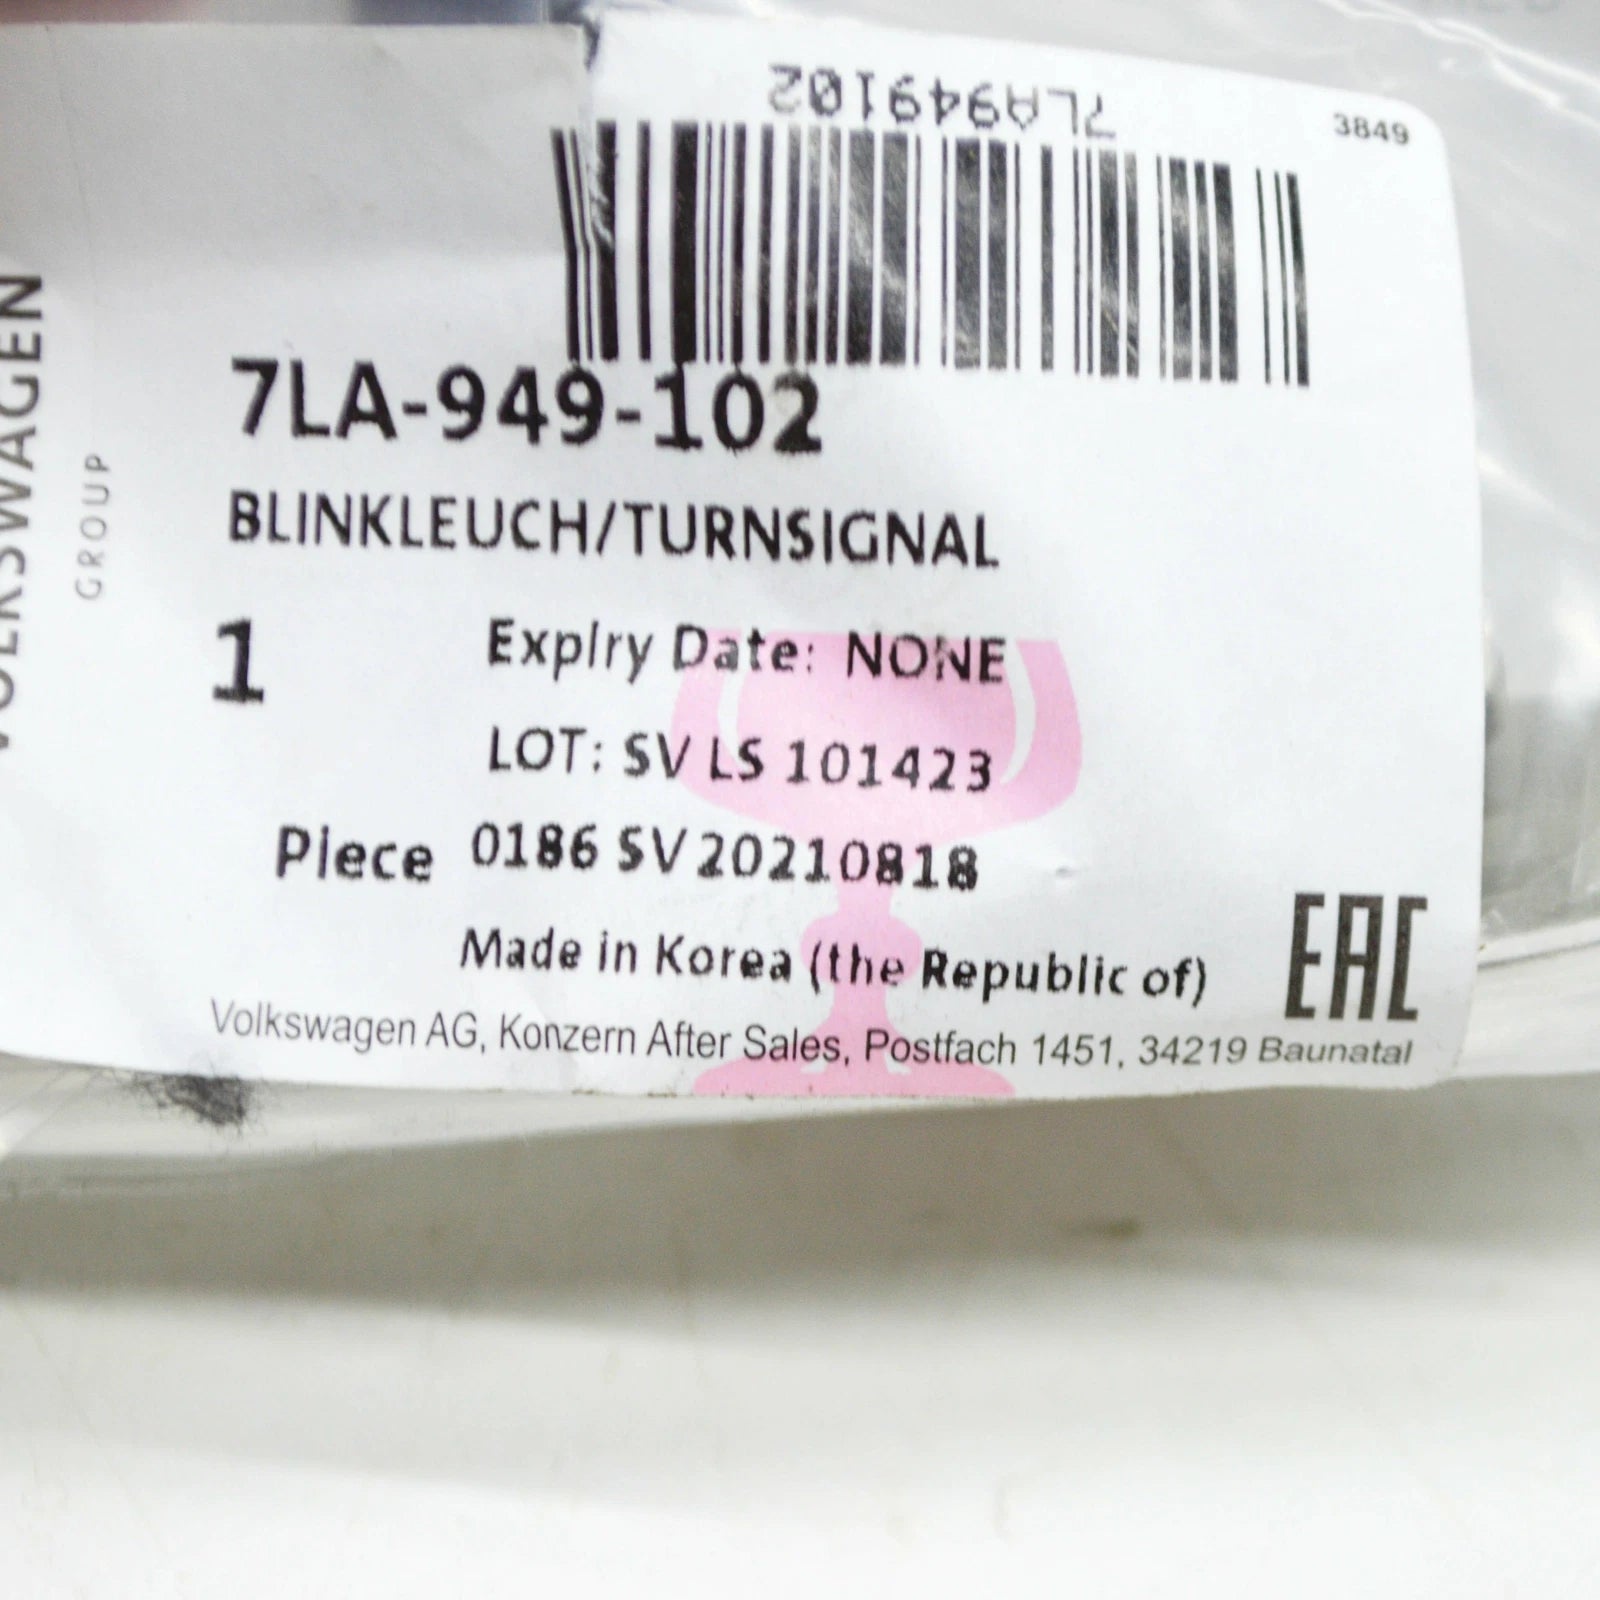 7LA949102
3849
VOLKSWAGEN
GROUP
7LA-949-102
BLINKLEUCH/TURNSIGNAL
1
Expiry Date: NONE
LOT: SV LS 101423
Piece 0186 SV 20210818
Made in Korea (the Republic of)
EAC
Volkswagen AG, Konzern After Sales, Postfach 1451, 34219 Baunatal